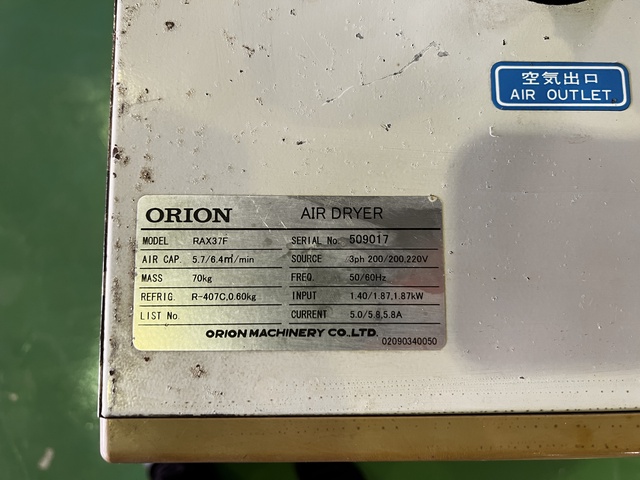 空気出口
AIR OUTLET
ORION AIR DRYER
MODEL RAX37F SERIAL No. 509017
AIR CAP. 5.7/6.4㎥/min SOURCE 3ph 200/200,220V
MASS 70kg FREQ. 50/60Hz
REFRIG. R-407C,0.60kg INPUT 1.40/1.87,1.87kW
LIST No. CURRENT 5.0/5.8,5.8A
ORION MACHINERY CO.,LTD. 02090340050